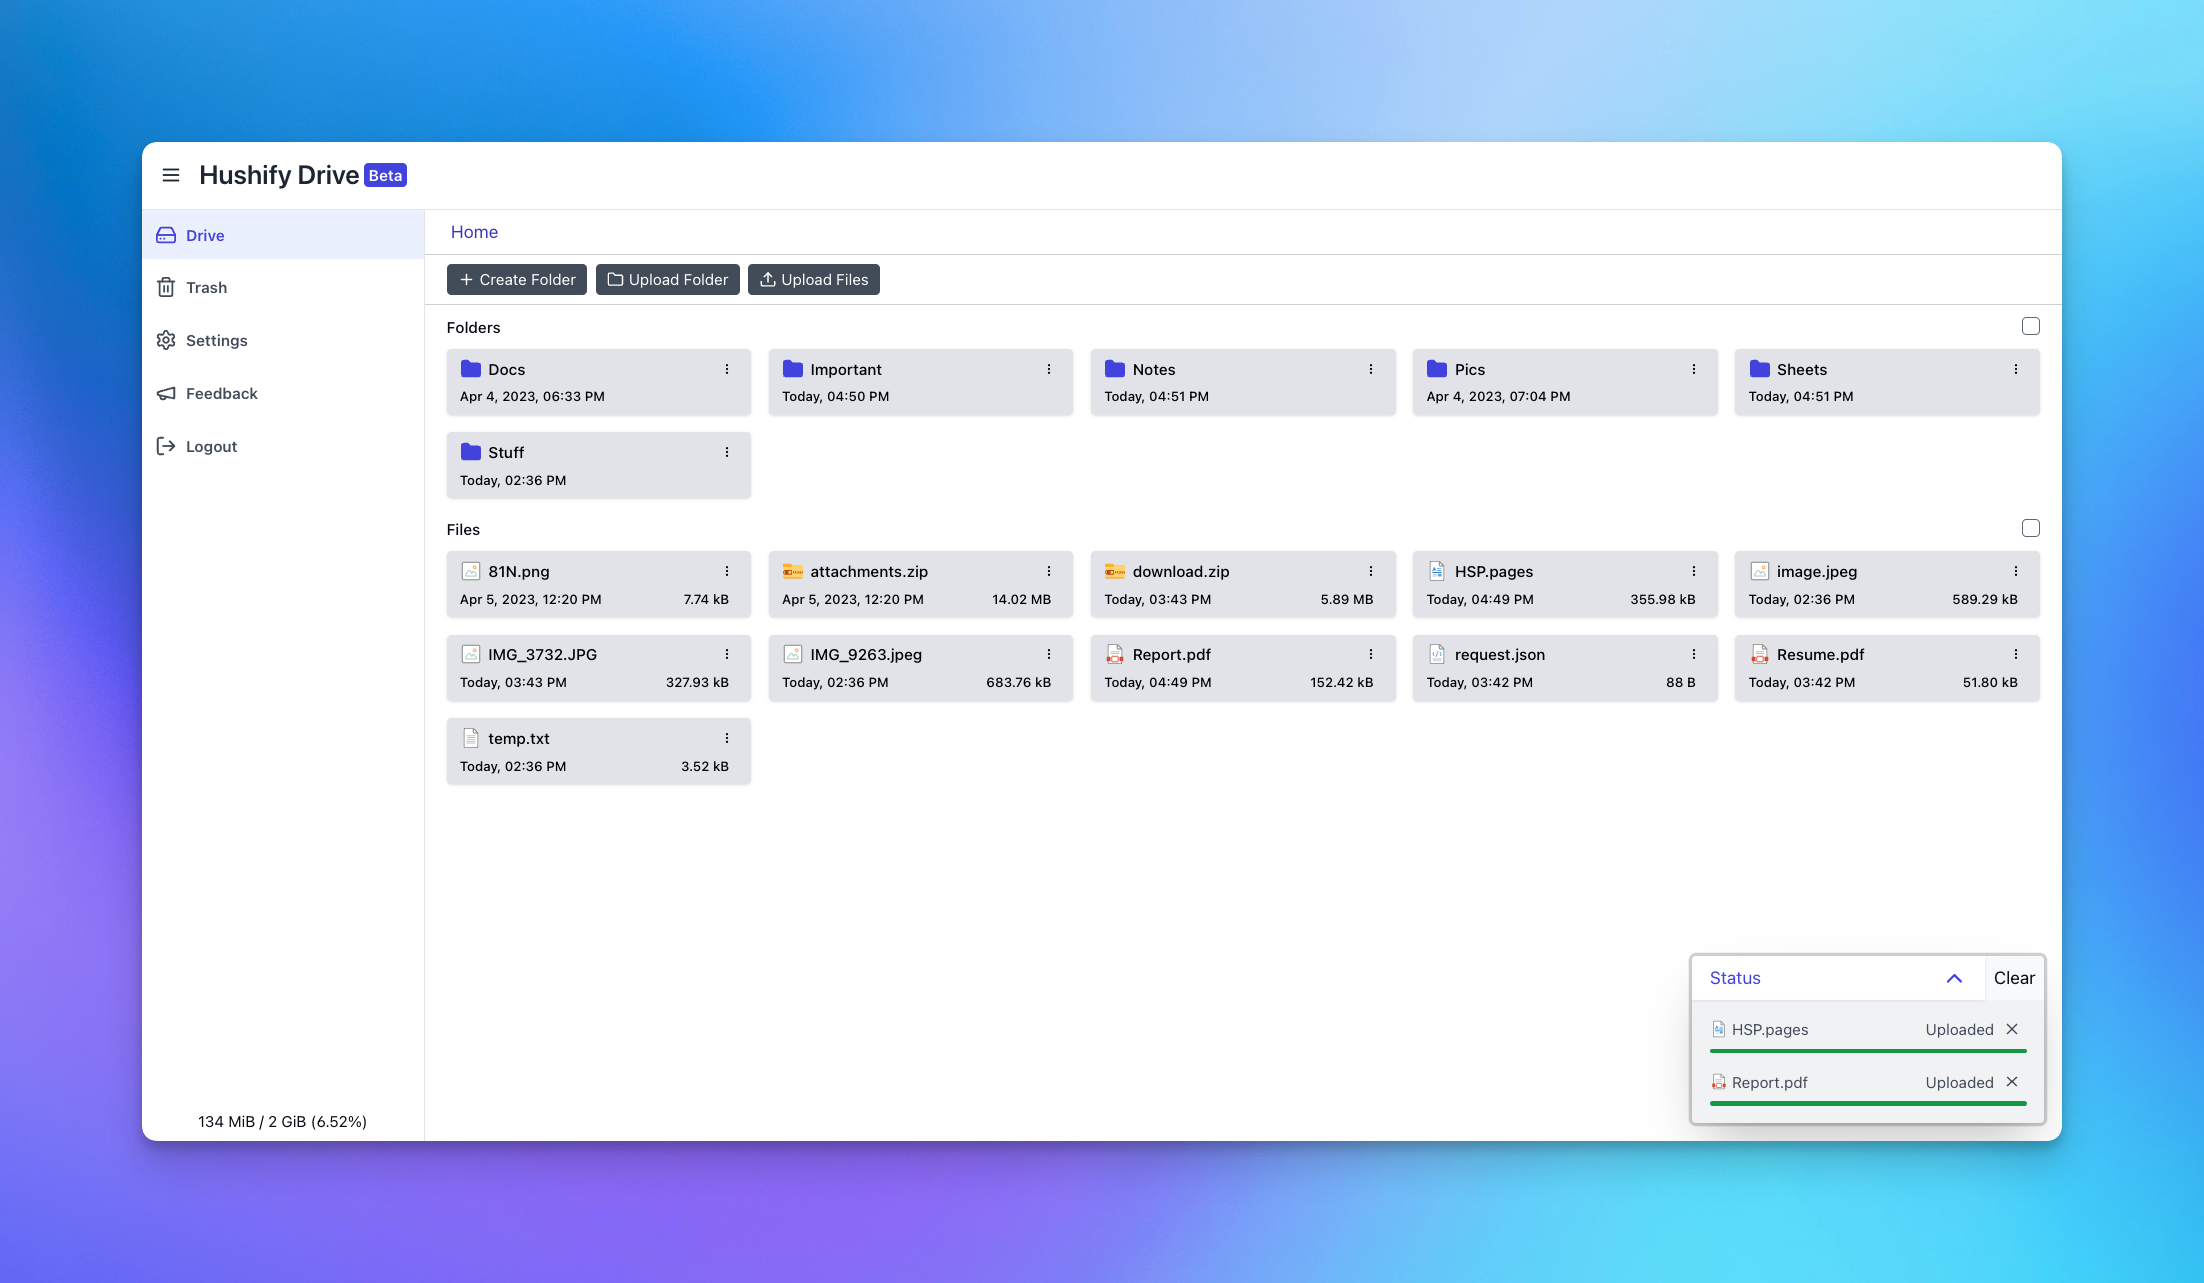 Hushify Drive Beta
Drive
Trash
Settings
Feedback
Logout
134 MiB / 2 GiB (6.52%)
Home
Create Folder Upload Folder Upload Files
Folders
Docs
Apr 4, 2023, 06:33 PM
Important
Today, 04:50 PM
Notes
Today, 04:51 PM
Pics
Apr 4, 2023, 07:04 PM
Sheets
Today, 04:51 PM
Stuff
Today, 02:36 PM
Files
81N.png
Apr 5, 2023, 12:20 PM 7.74 kB
attachments.zip
Apr 5, 2023, 12:20 PM 14.02 MB
download.zip
Today, 03:43 PM 5.89 MB
HSP.pages
Today, 04:49 PM 355.98 kB
image.jpeg
Today, 02:36 PM 589.29 kB
IMG_3732.JPG
Today, 03:43 PM 327.93 kB
IMG_9263.jpeg
Today, 02:36 PM 683.76 kB
Report.pdf
Today, 04:49 PM 152.42 kB
request.json
Today, 03:42 PM 88 B
Resume.pdf
Today, 03:42 PM 51.80 kB
temp.txt
Today, 02:36 PM 3.52 kB
Status Clear
HSP.pages Uploaded
Report.pdf Uploaded